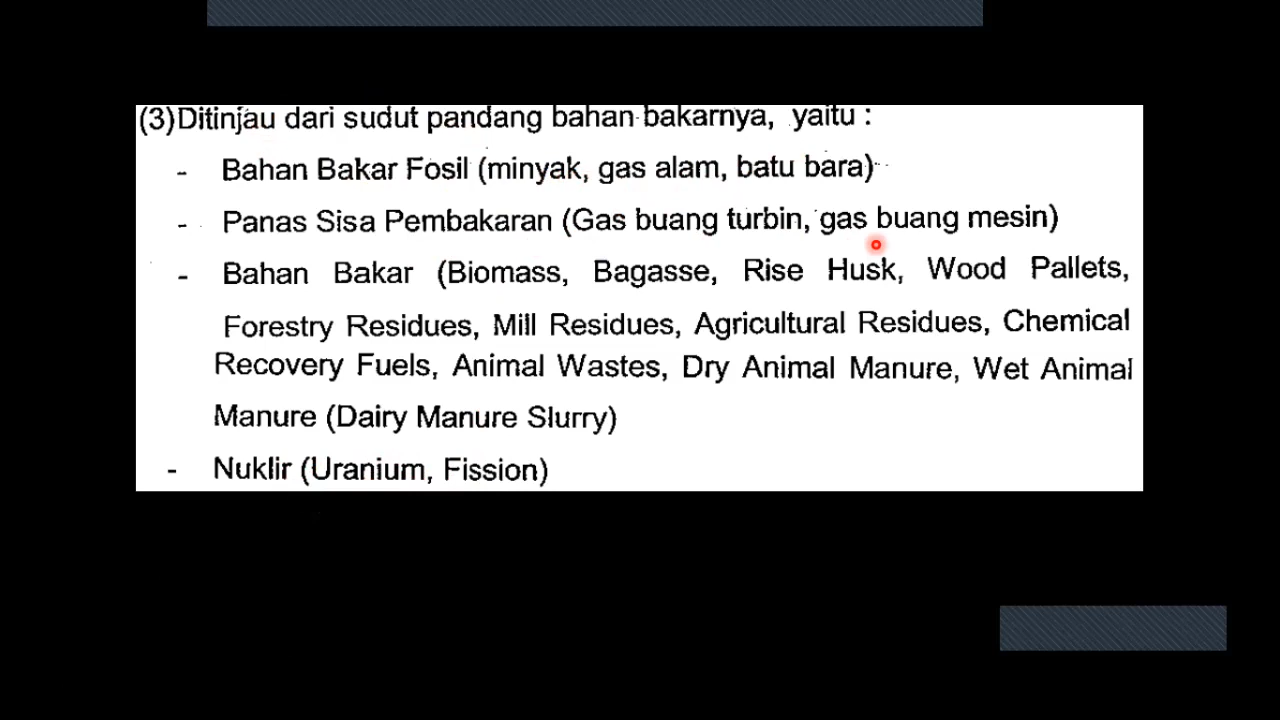 (3)Ditinjau dari sudut pandang bahan bakarnya, yaitu :
- Bahan Bakar Fosil (minyak, gas alam, batu bara)
- Panas Sisa Pembakaran (Gas buang turbin, gas buang mesin)
- Bahan Bakar (Biomass, Bagasse, Rise Husk, Wood Pallets,
Forestry Residues, Mill Residues, Agricultural Residues, Chemical
Recovery Fuels, Animal Wastes, Dry Animal Manure, Wet Animal
Manure (Dairy Manure Slurry)
- Nuklir (Uranium, Fission)